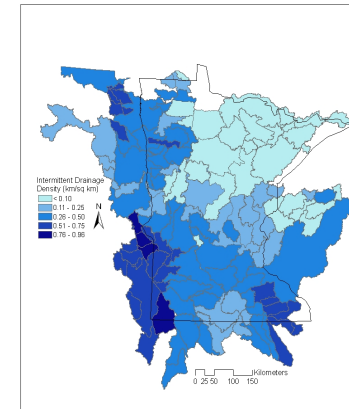 Intermittent Drainage
Density (km/sq km)
< 0.10
0.11 - 0.25
0.26 - 0.50
0.51 - 0.75
0.76 - 0.96
N
Kilometers
0 25 50 100 150